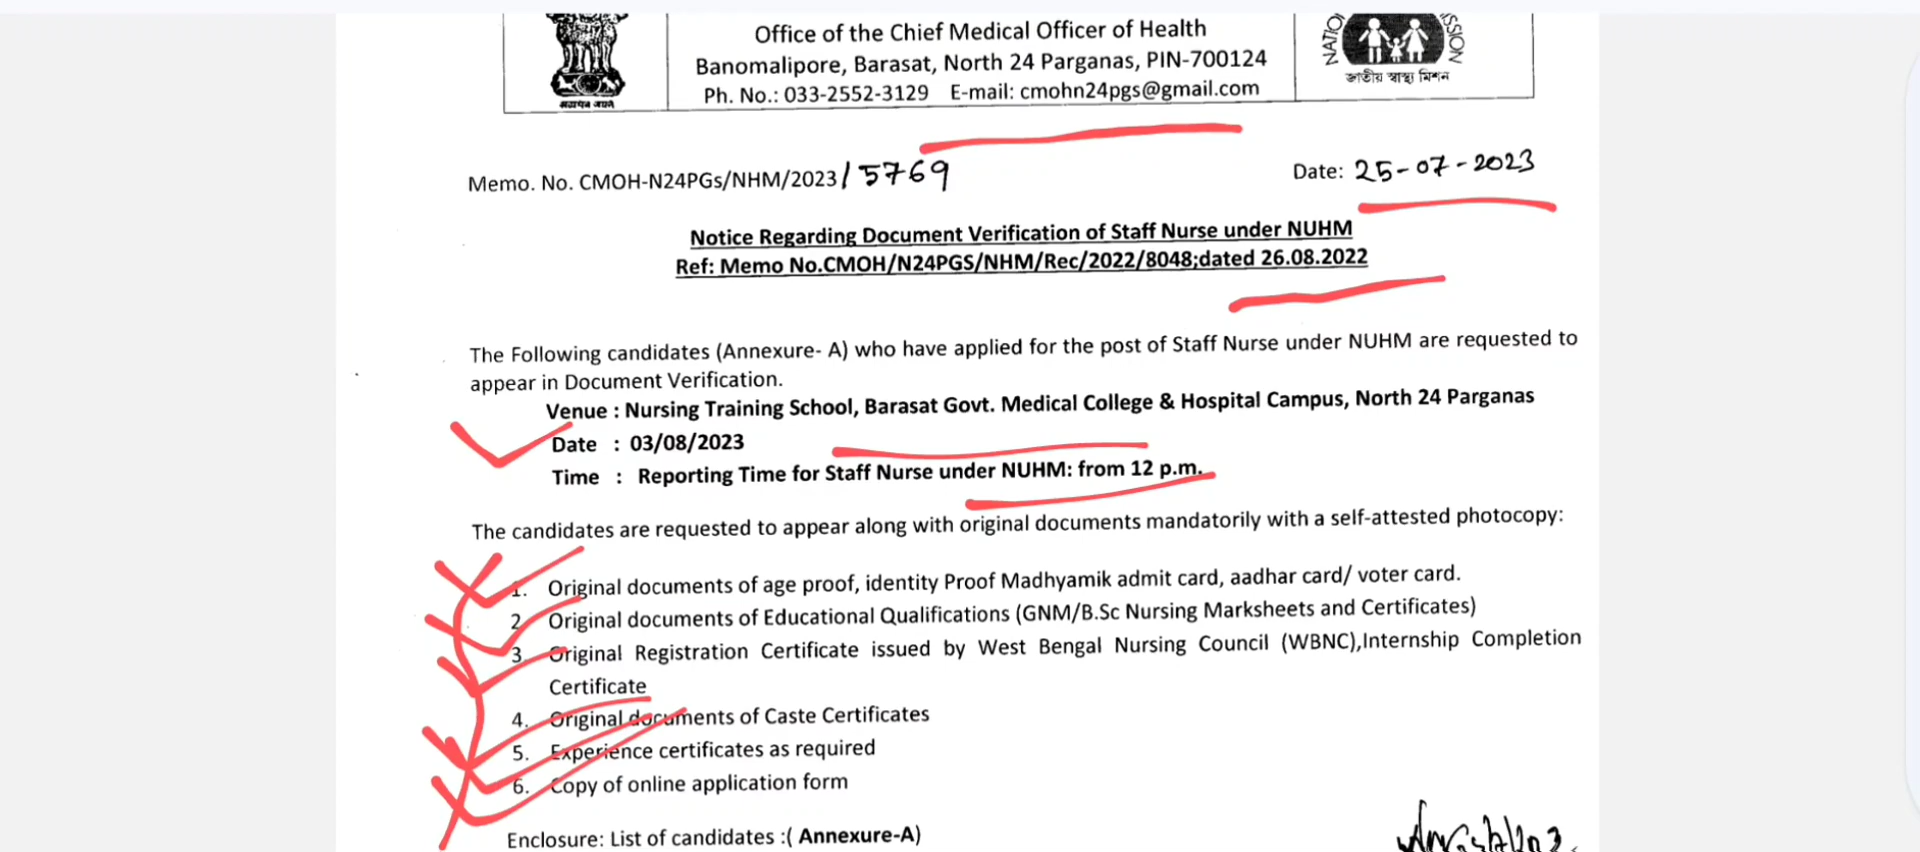 Office of the Chief Medical Officer of Health
Banomalipore, Barasat, North 24 Parganas, PIN-700124
Ph. No.: 033-2552-3129 E-mail: cmohn24pgs@gmail.com
सत्यमेव जयते
NATIO
SSION
জাতীয় স্বাস্থ্য মিশন
Memo. No. CMOH-N24PGs/NHM/2023/5769
Date: 25-07-2023
Notice Regarding Document Verification of Staff Nurse under NUHM
Ref: Memo No.CMOH/N24PGS/NHM/Rec/2022/8048;dated 26.08.2022
The Following candidates (Annexure- A) who have applied for the post of Staff Nurse under NUHM are requested to
appear in Document Verification.
Venue : Nursing Training School, Barasat Govt. Medical College & Hospital Campus, North 24 Parganas
Date : 03/08/2023
Time : Reporting Time for Staff Nurse under NUHM: from 12 p.m.
The candidates are requested to appear along with original documents mandatorily with a self-attested photocopy:
1. Original documents of age proof, identity Proof Madhyamik admit card, aadhar card/ voter card.
2. Original documents of Educational Qualifications (GNM/B.Sc Nursing Marksheets and Certificates)
3. Original Registration Certificate issued by West Bengal Nursing Council (WBNC),Internship Completion
Certificate
4. Original documents of Caste Certificates
5. Experience certificates as required
6. Copy of online application form
Enclosure: List of candidates :( Annexure-A)